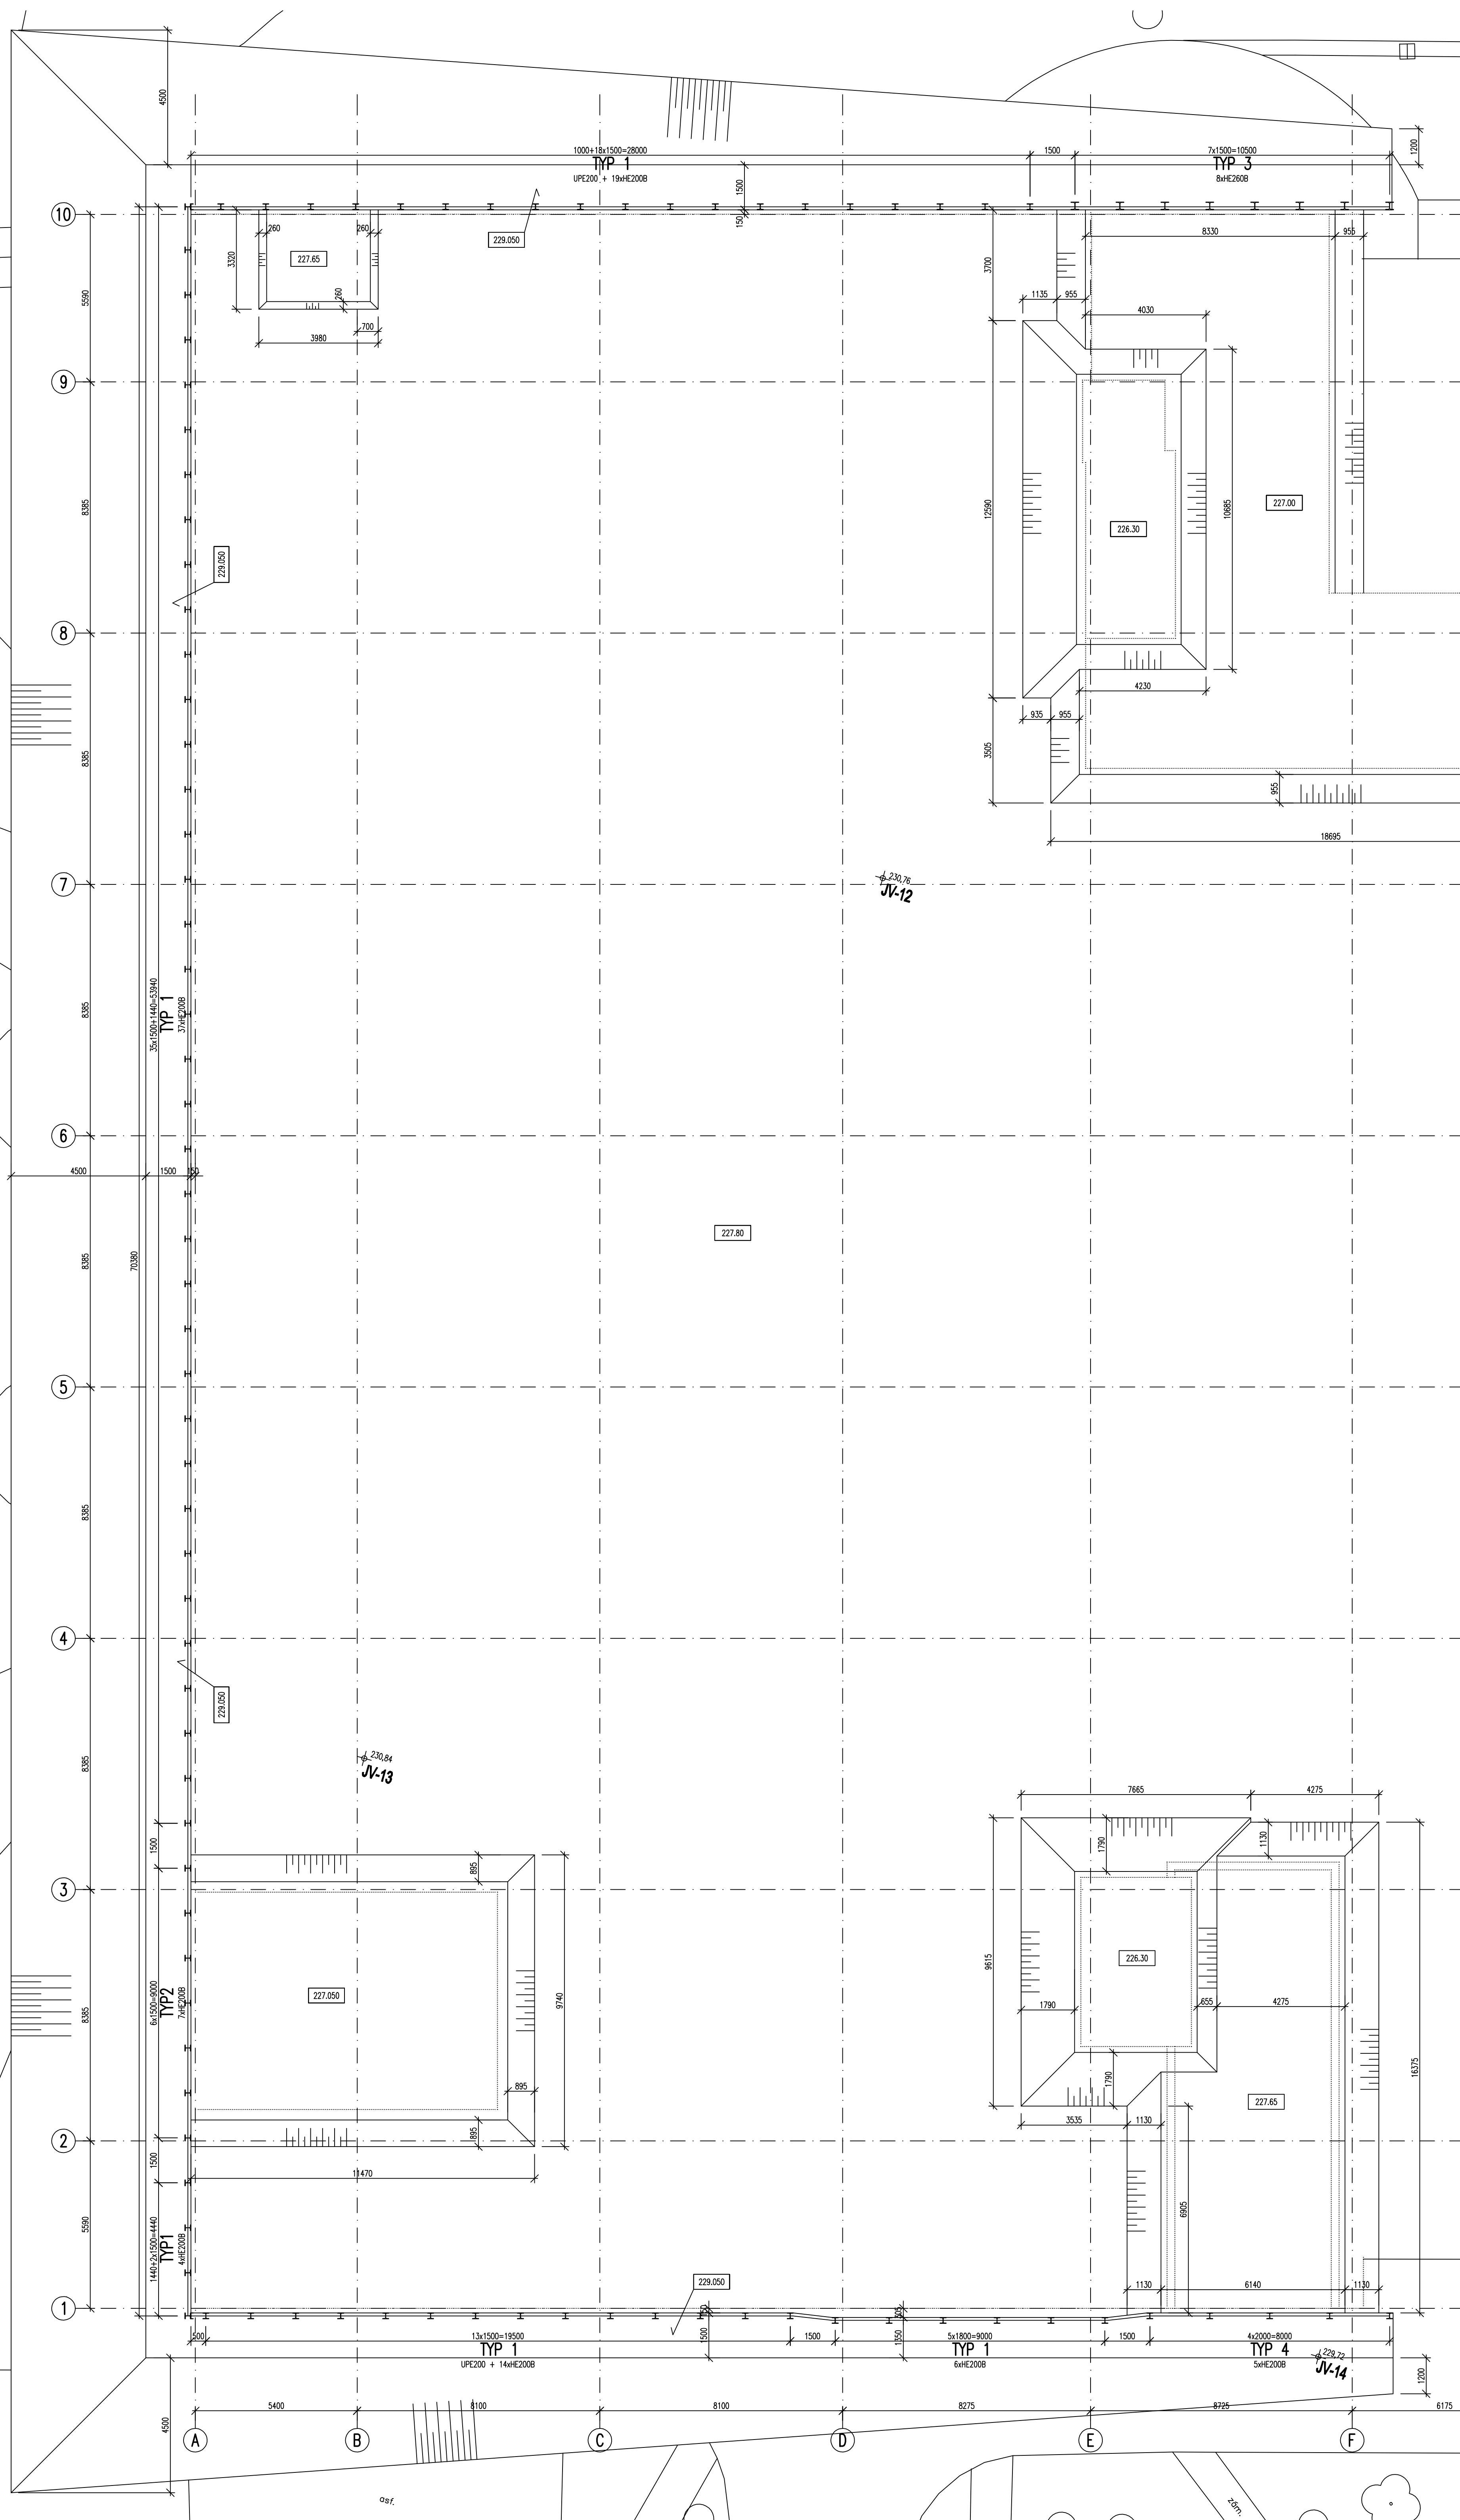 4500
1200
1000+18x1500=28000
1500
7x1500=10500
TYP 1
TYP 3
UPE200 + 19xHE200B
8xHE260B
1500
150
10
260
260
229.050
227.65
3320
260
700
3980
8330
955
3700
1135
955
4030
5590
9
8385
229.050
12590
10685
227.00
226.30
8
4230
935
955
3505
955
8385
18695
7
230,76
JV-12
35x1500+1440=53940
TYP 1
37xHE200B
8385
6
4500
1500
150
70380
227.80
8385
5
8385
4
229.050
230,84
JV-13
8385
7665
4275
1790
1130
1500
895
3
9615
226.30
227.050
9740
6x1500=9000
TYP2
7xHE200B
8385
1790
655
4275
16375
895
1790
227.65
895
3535
1130
2
1500
11470
6905
1440+2x1500=4440
TYP1
4xHE200B
5590
229.050
1130
6140
1130
1
150
505
500
13x1500=19500
1500
1500
1350
5x1800=9000
1500
4x2000=8000
TYP 1
TYP 1
TYP 4
UPE200 + 14xHE200B
6xHE200B
5xHE200B
229,72
JV-14
1200
4500
5400
8100
8100
8275
8725
6175
A
B
C
D
E
F
asf.
zám.